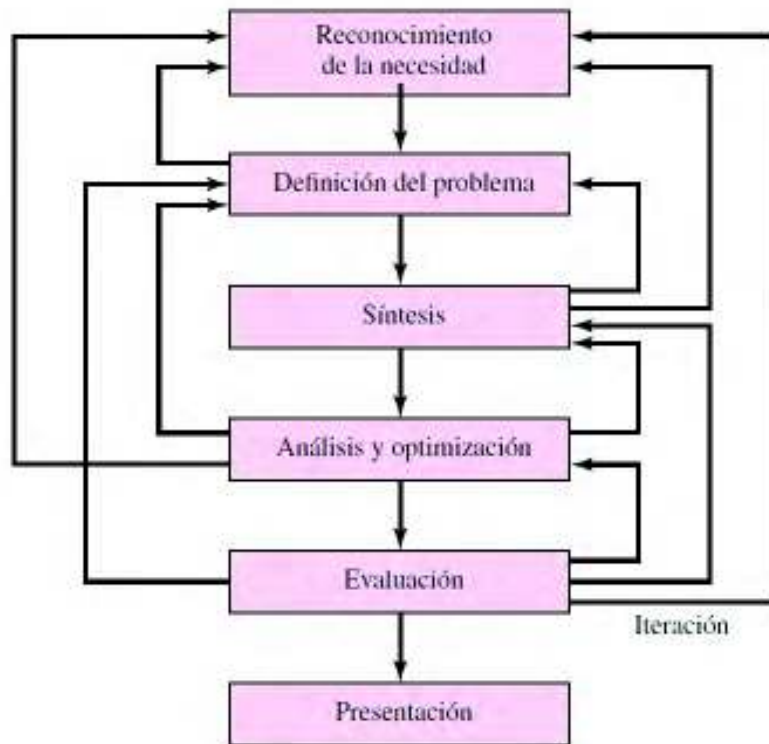 Reconocimiento
de la necesidad
Definición del problema
Síntesis
Análisis y optimización
Evaluación
Iteración
Presentación